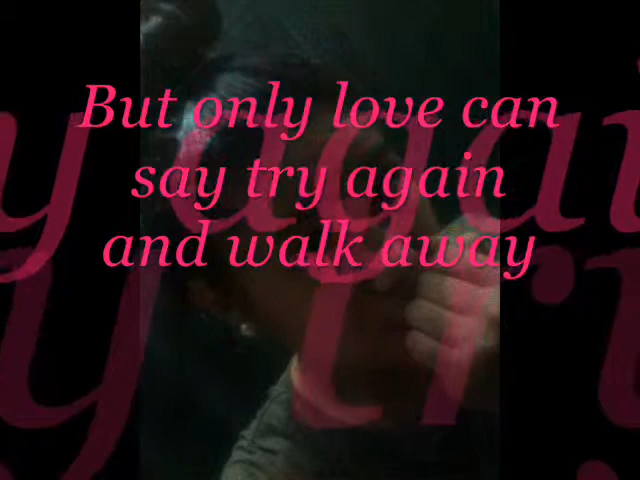 But only love can
say try again
and walk away